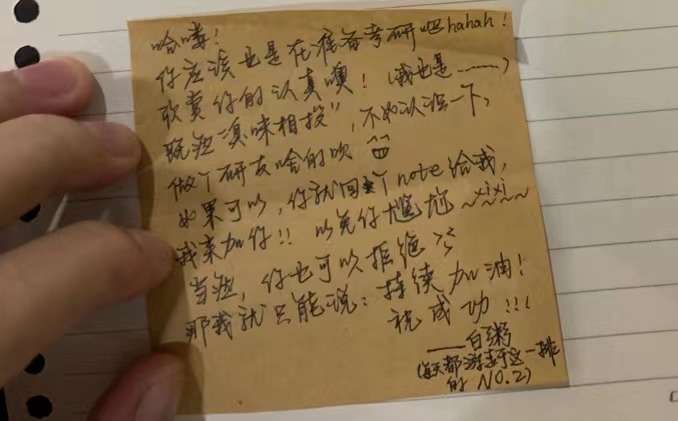 哈喽!
你应该也是在准备考研吧hahah!
欣赏你的认真噢!(我也是……)
既然"臭味相投",不如认识一下,
做个研友啥的吹
如果可以,你就回个note给我,
我来加你!! 以免你尴尬~xixi~
当然,你也可以拒绝
那我就只能说:持续加油!
祝成功!!!
——白粥
(每天都游走于这一排
的 NO.2)